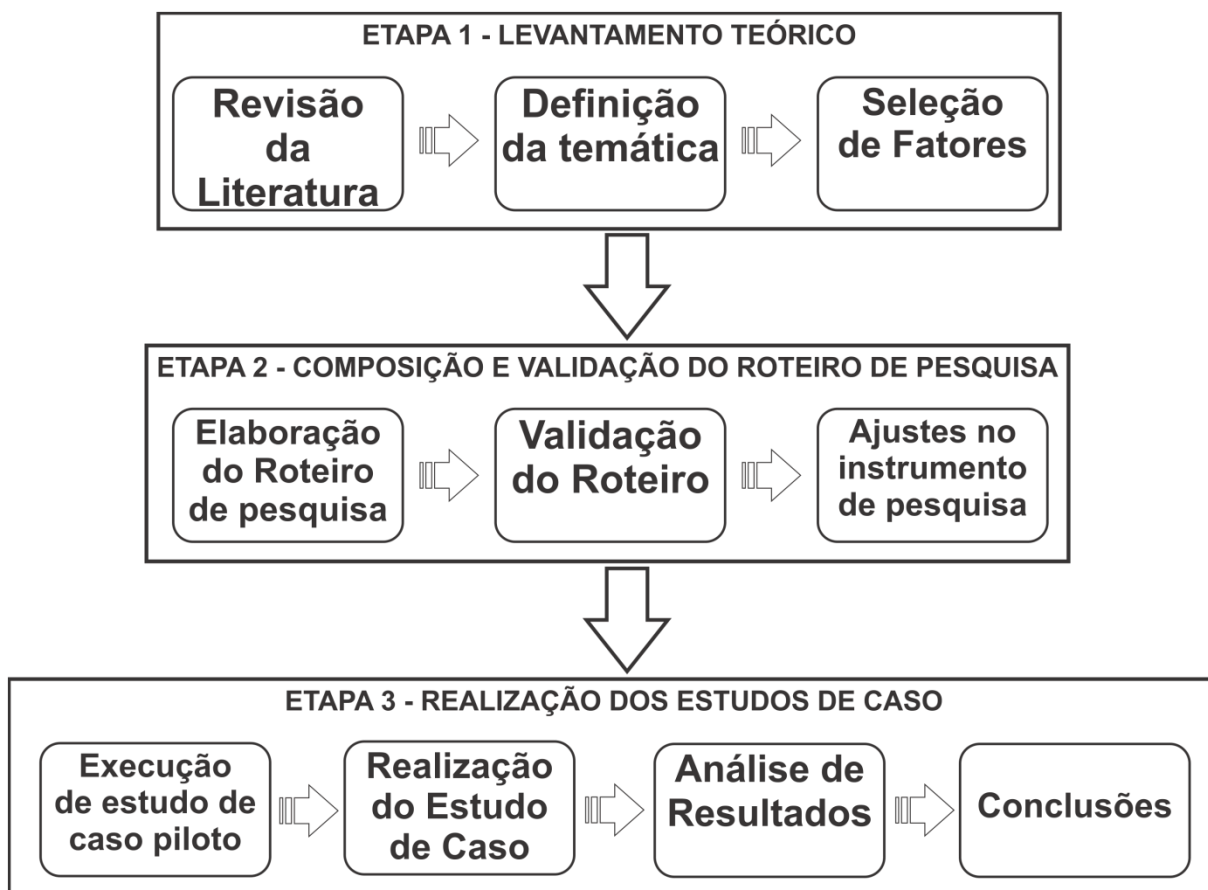 ETAPA 1 - LEVANTAMENTO TEÓRICO
Revisão
da
Literatura
Definição
da temática
Seleção
de Fatores
ETAPA 2 - COMPOSIÇÃO E VALIDAÇÃO DO ROTEIRO DE PESQUISA
Elaboração
do Roteiro
de pesquisa
Validação
do Roteiro
Ajustes no
instrumento
de pesquisa
ETAPA 3 - REALIZAÇÃO DOS ESTUDOS DE CASO
Execução
de estudo de
caso piloto
Realização
do Estudo
de Caso
Análise de
Resultados
Conclusões